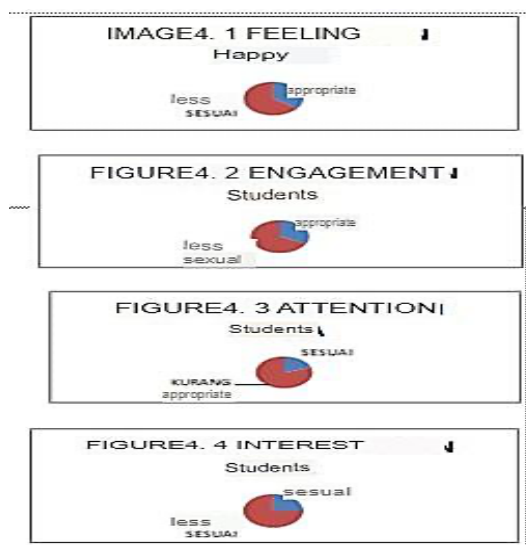 IMAGE4. 1 FEELING
Happy
appropriate
less
SESUAI
FIGURE4. 2 ENGAGEMENT
Students
appropriate
less
sexual
FIGURE4. 3 ATTENTION
Students
SESUAI
KURANG
appropriate
FIGURE4. 4 INTEREST
Students
sesual
less
SESUAI